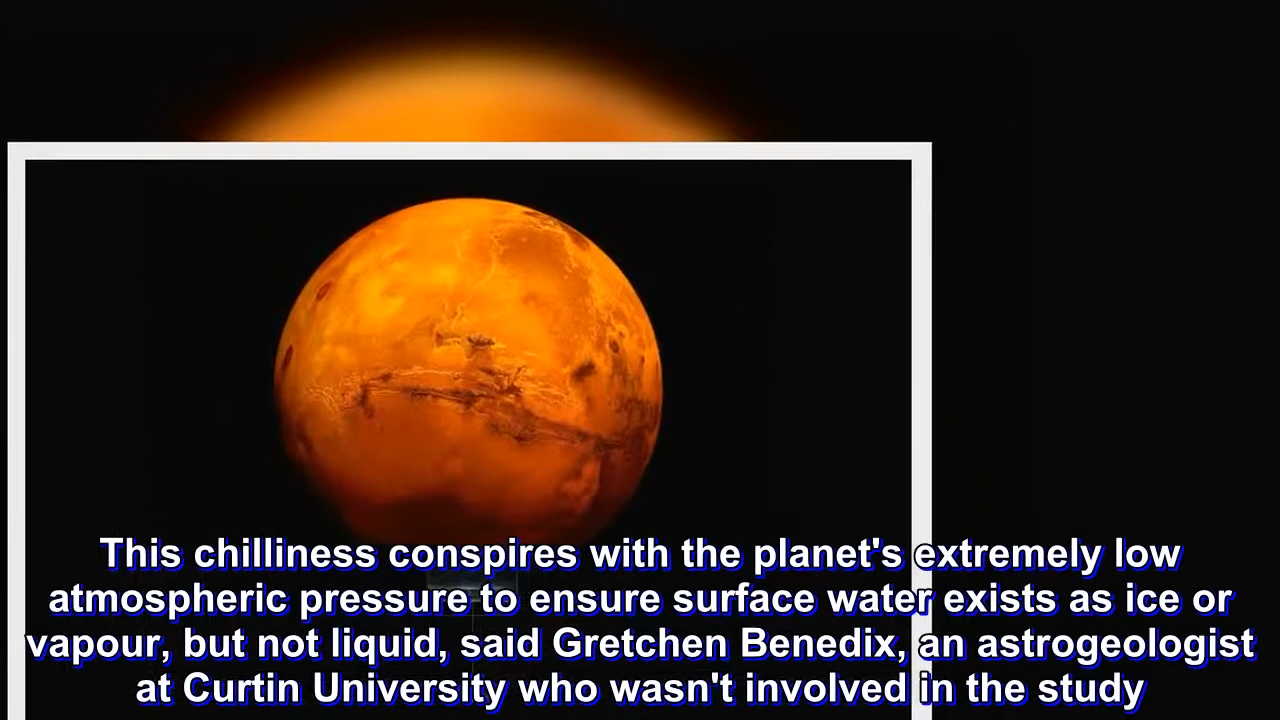 This chilliness conspires with the planet's extremely low
atmospheric pressure to ensure surface water exists as ice or
vapour, but not liquid, said Gretchen Benedix, an astrogeologist
at Curtin University who wasn't involved in the study